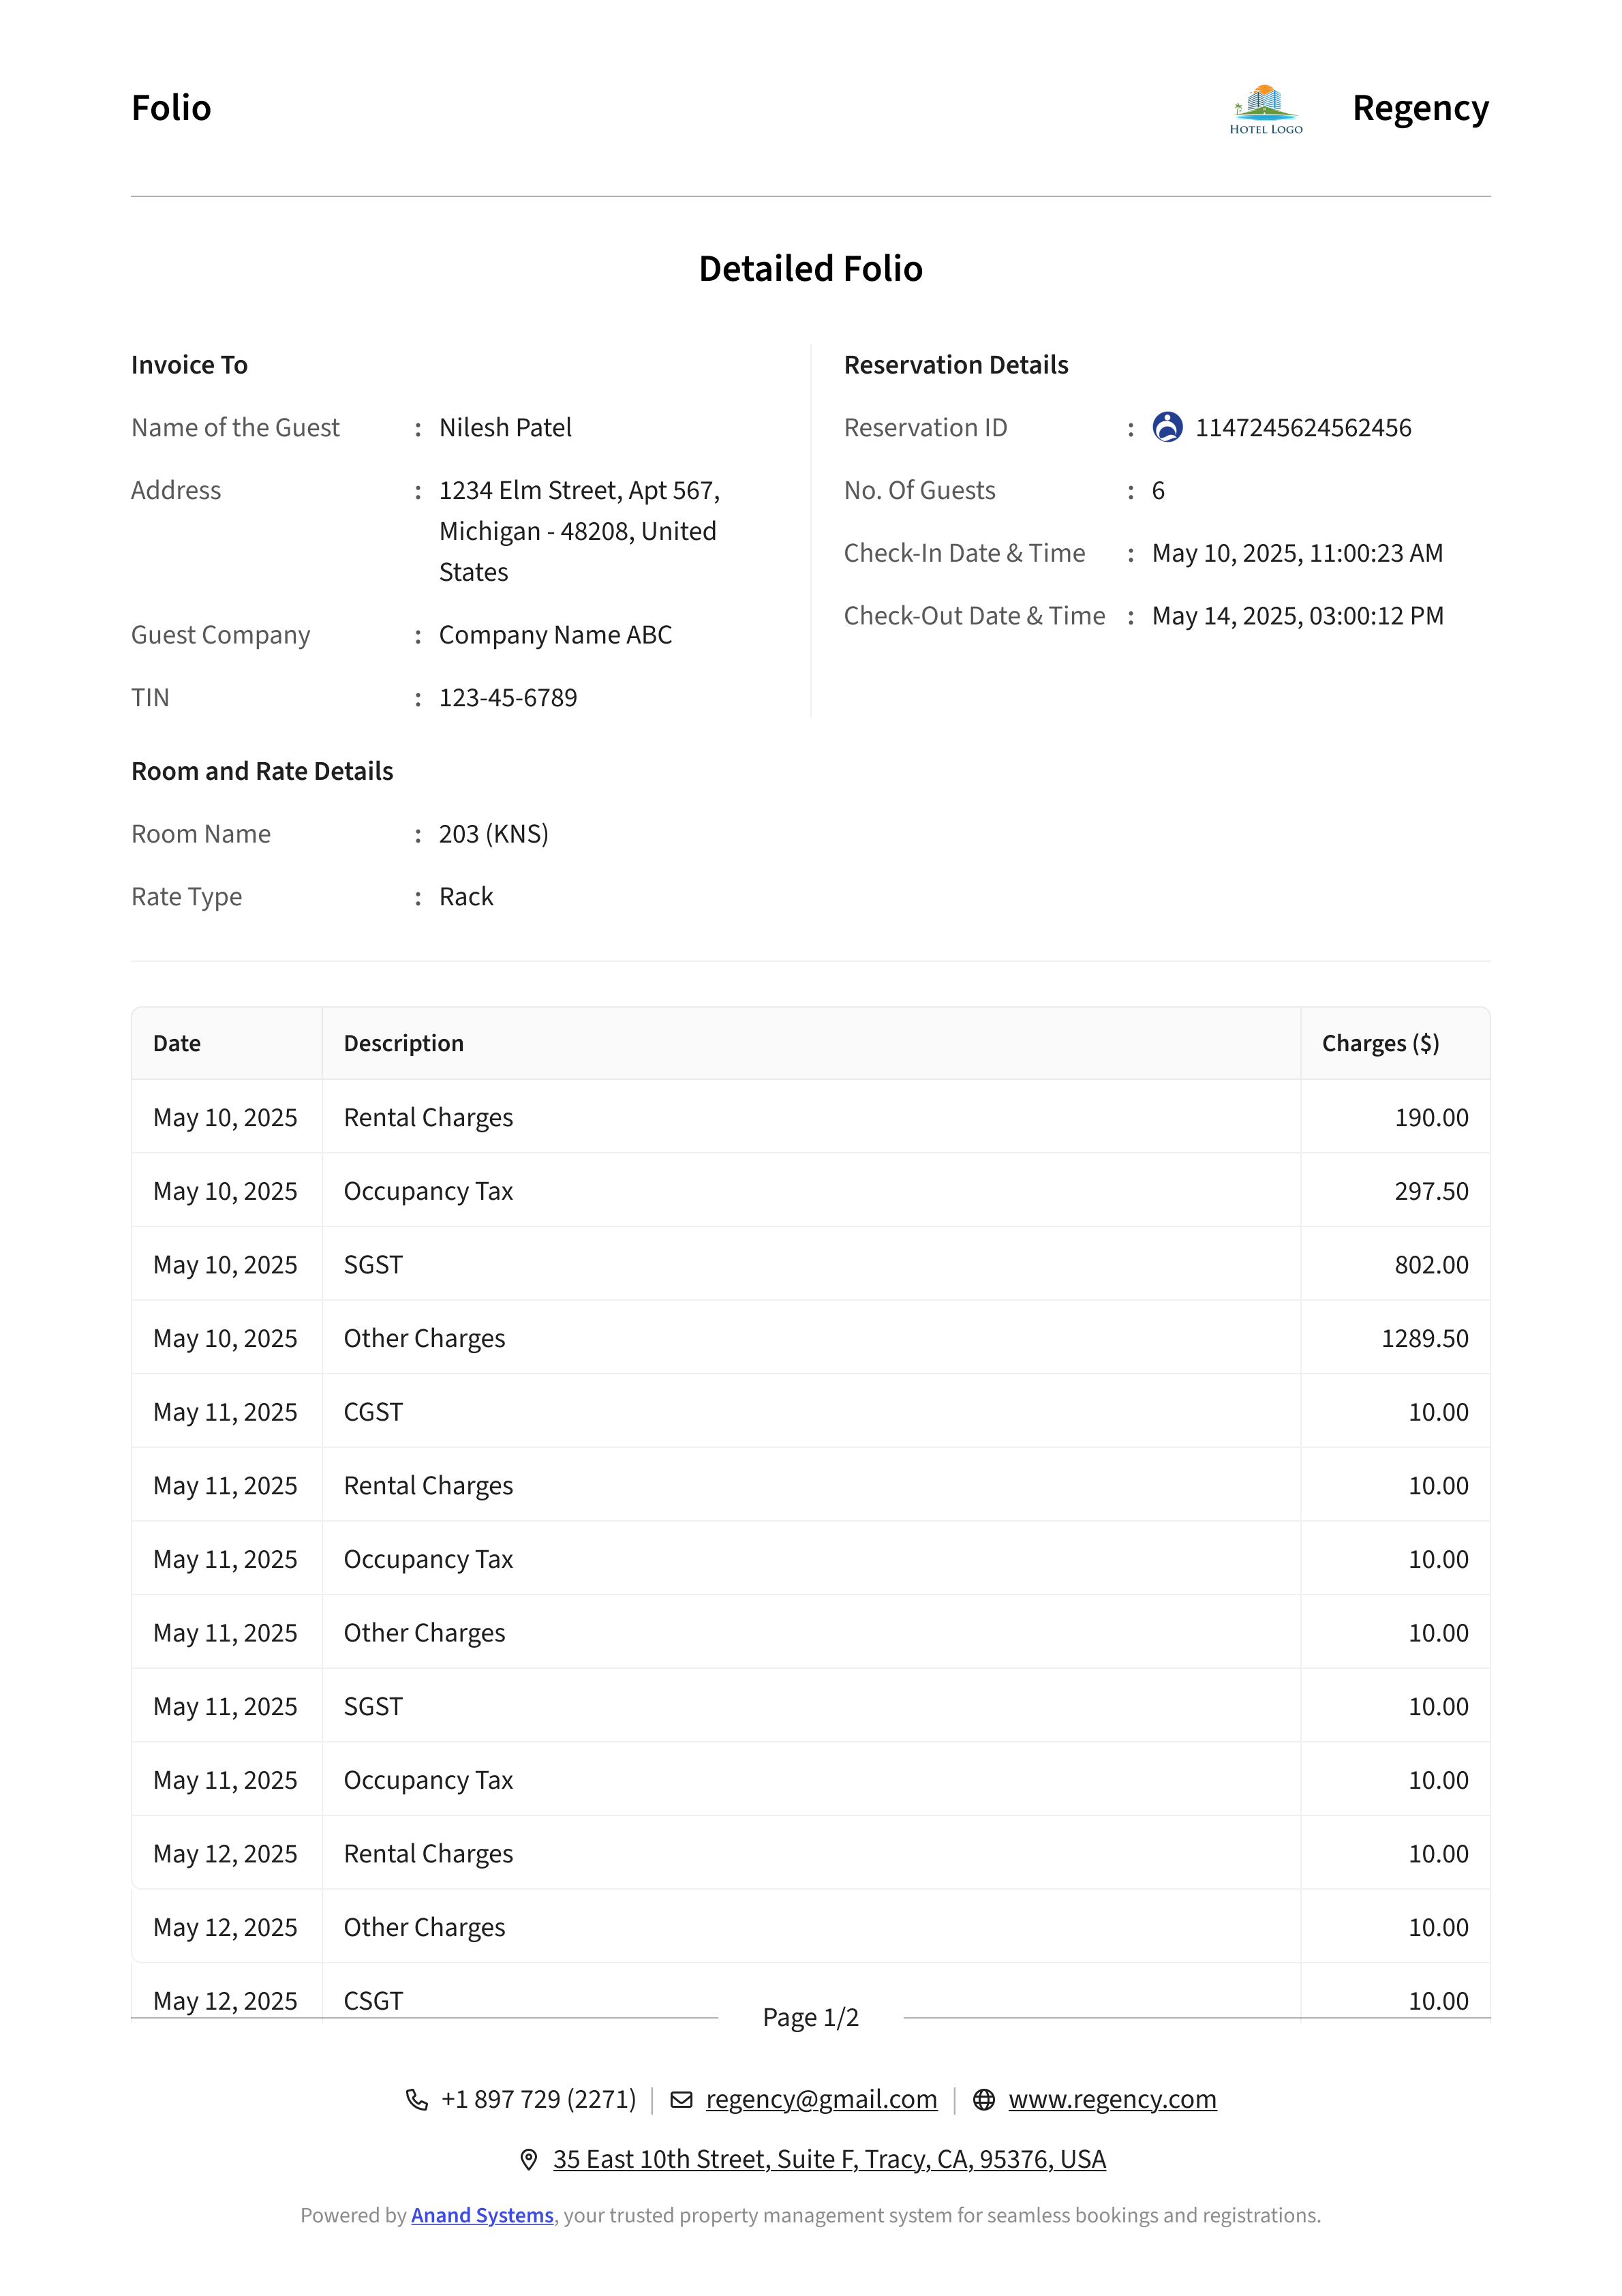 Folio
HOTEL LOGO
Regency
Detailed Folio
Invoice To
Name of the Guest : Nilesh Patel
Address : 1234 Elm Street, Apt 567,
Michigan - 48208, United
States
Guest Company : Company Name ABC
TIN : 123-45-6789
Reservation Details
Reservation ID : 1147245624562456
No. Of Guests : 6
Check-In Date & Time : May 10, 2025, 11:00:23 AM
Check-Out Date & Time : May 14, 2025, 03:00:12 PM
Room and Rate Details
Room Name : 203 (KNS)
Rate Type : Rack
Date Description Charges ($)
May 10, 2025 Rental Charges 190.00
May 10, 2025 Occupancy Tax 297.50
May 10, 2025 SGST 802.00
May 10, 2025 Other Charges 1289.50
May 11, 2025 CGST 10.00
May 11, 2025 Rental Charges 10.00
May 11, 2025 Occupancy Tax 10.00
May 11, 2025 Other Charges 10.00
May 11, 2025 SGST 10.00
May 11, 2025 Occupancy Tax 10.00
May 12, 2025 Rental Charges 10.00
May 12, 2025 Other Charges 10.00
May 12, 2025 CSGT 10.00
Page 1/2
+1 897 729 (2271) | regency@gmail.com | www.regency.com
35 East 10th Street, Suite F, Tracy, CA, 95376, USA
Powered by Anand Systems, your trusted property management system for seamless bookings and registrations.